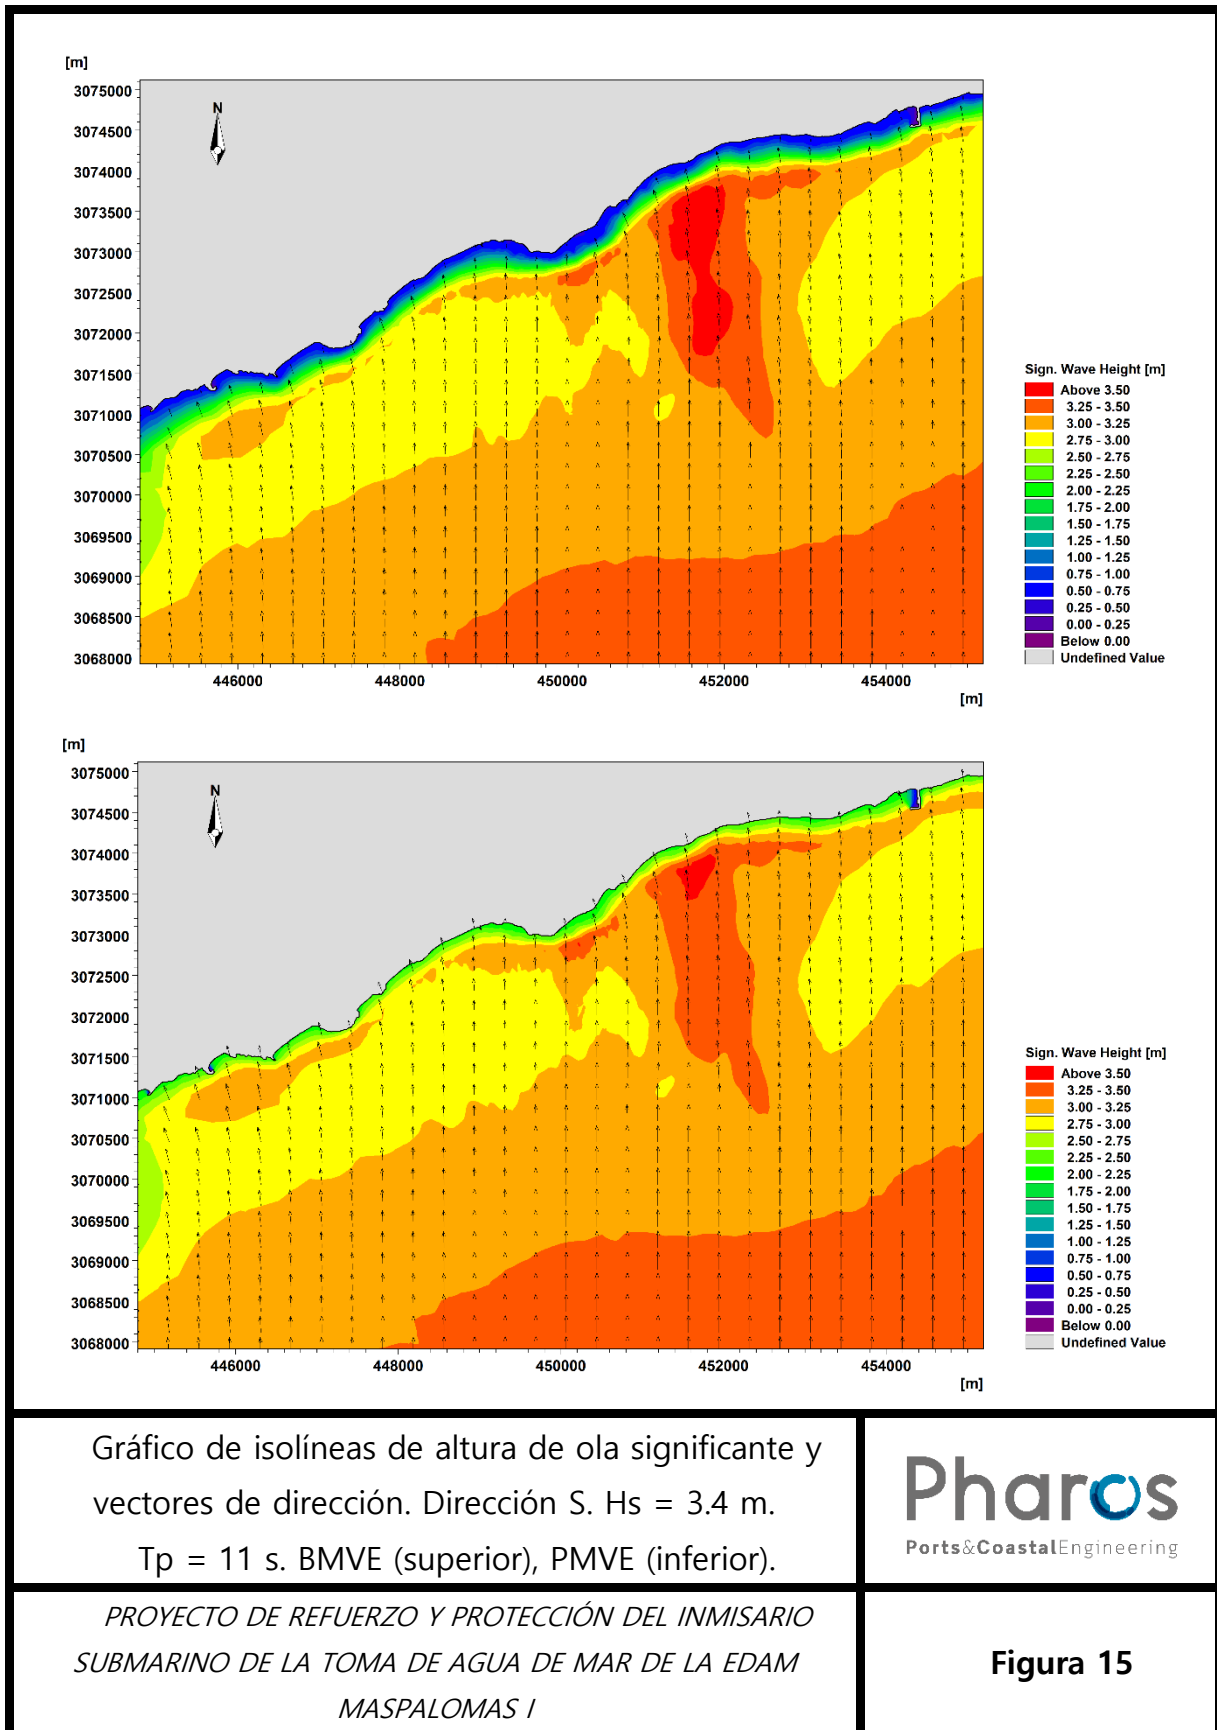 [m]
3075000
N
3074500
3074000
3073500
3073000
3072500
3072000
3071500
3071000
3070500
3070000
3069500
3069000
3068500
3068000
446000 448000 450000 452000 454000
[m]
Sign. Wave Height [m]
Above 3.50
3.25 - 3.50
3.00 - 3.25
2.75 - 3.00
2.50 - 2.75
2.25 - 2.50
2.00 - 2.25
1.75 - 2.00
1.50 - 1.75
1.25 - 1.50
1.00 - 1.25
0.75 - 1.00
0.50 - 0.75
0.25 - 0.50
0.00 - 0.25
Below 0.00
Undefined Value
[m]
3075000
N
3074500
3074000
3073500
3073000
3072500
3072000
3071500
3071000
3070500
3070000
3069500
3069000
3068500
3068000
446000 448000 450000 452000 454000
[m]
Sign. Wave Height [m]
Above 3.50
3.25 - 3.50
3.00 - 3.25
2.75 - 3.00
2.50 - 2.75
2.25 - 2.50
2.00 - 2.25
1.75 - 2.00
1.50 - 1.75
1.25 - 1.50
1.00 - 1.25
0.75 - 1.00
0.50 - 0.75
0.25 - 0.50
0.00 - 0.25
Below 0.00
Undefined Value
Gráfico de isolíneas de altura de ola significante y
vectores de dirección. Dirección S. Hs = 3.4 m.
Tp = 11 s. BMVE (superior), PMVE (inferior).
Pharos
Ports&CoastalEngineering
PROYECTO DE REFUERZO Y PROTECCIÓN DEL INMISARIO
SUBMARINO DE LA TOMA DE AGUA DE MAR DE LA EDAM
MASPALOMAS I
Figura 15